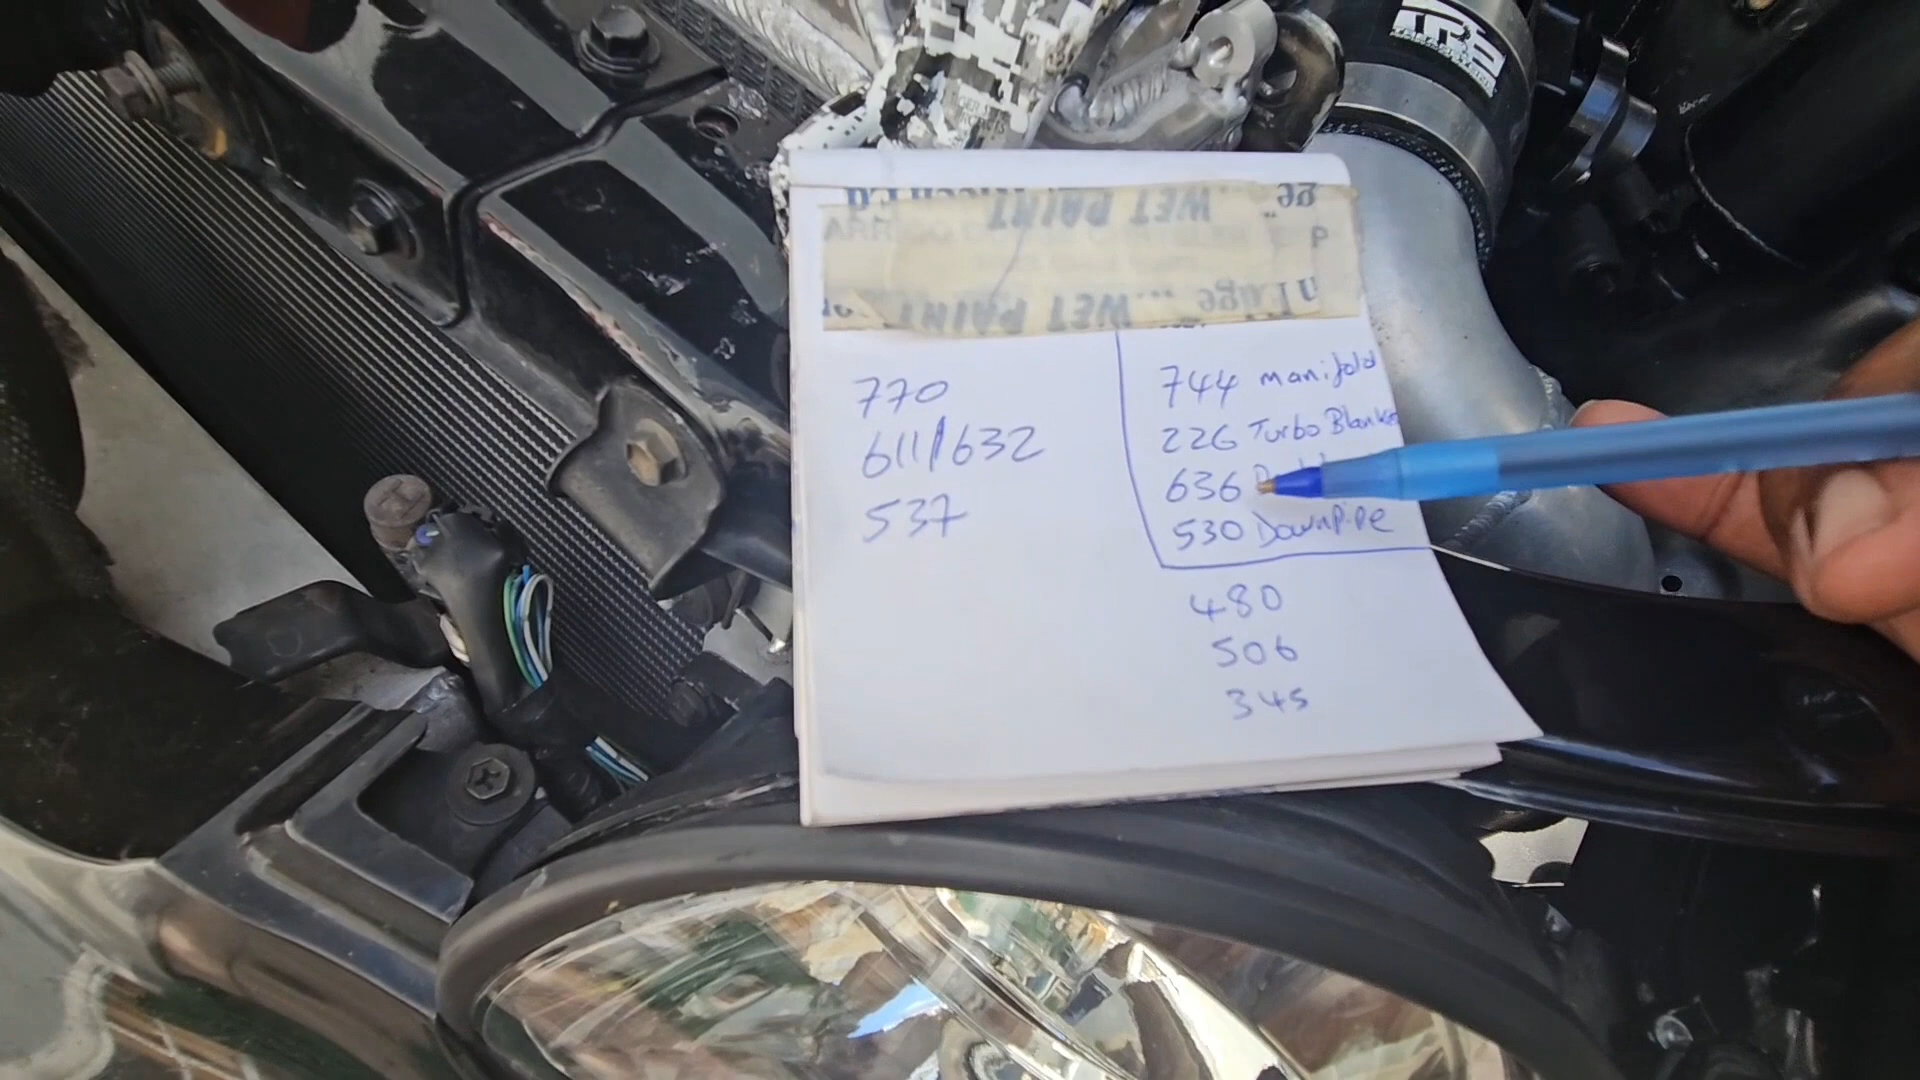 WET PAINT
WET PAINT
770
611/632
537
744 manifold
226 Turbo Blanket
636
530 DownPipe
480
506
345